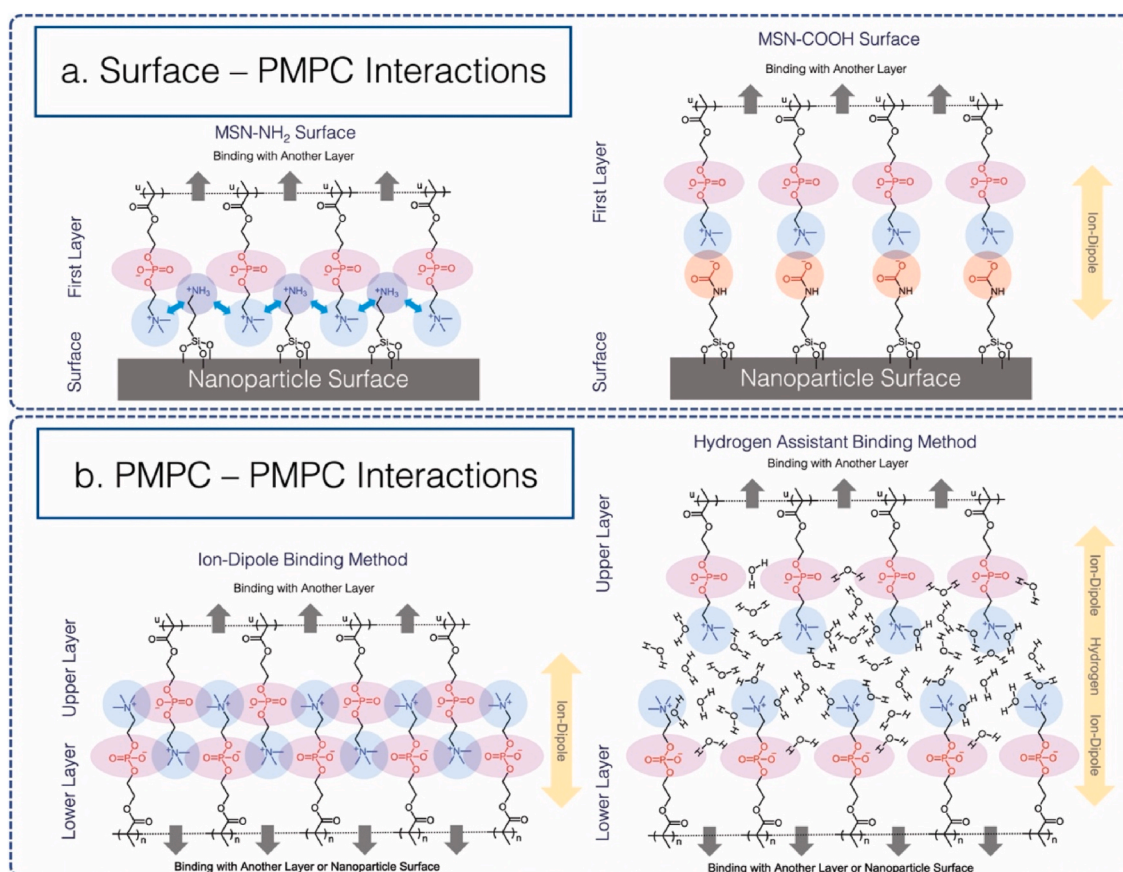 a. Surface – PMPC Interactions
MSN-NH₂ Surface
Binding with Another Layer
First Layer
Surface
Nanoparticle Surface
MSN-COOH Surface
Binding with Another Layer
First Layer
Surface
Ion-Dipole
Nanoparticle Surface
b. PMPC – PMPC Interactions
Ion-Dipole Binding Method
Binding with Another Layer
Upper Layer
Lower Layer
Ion-Dipole
Binding with Another Layer or Nanoparticle Surface
Hydrogen Assistant Binding Method
Binding with Another Layer
Upper Layer
Lower Layer
Ion-Dipole
Hydrogen
Ion-Dipole
Binding with Another Layer or Nanoparticle Surface